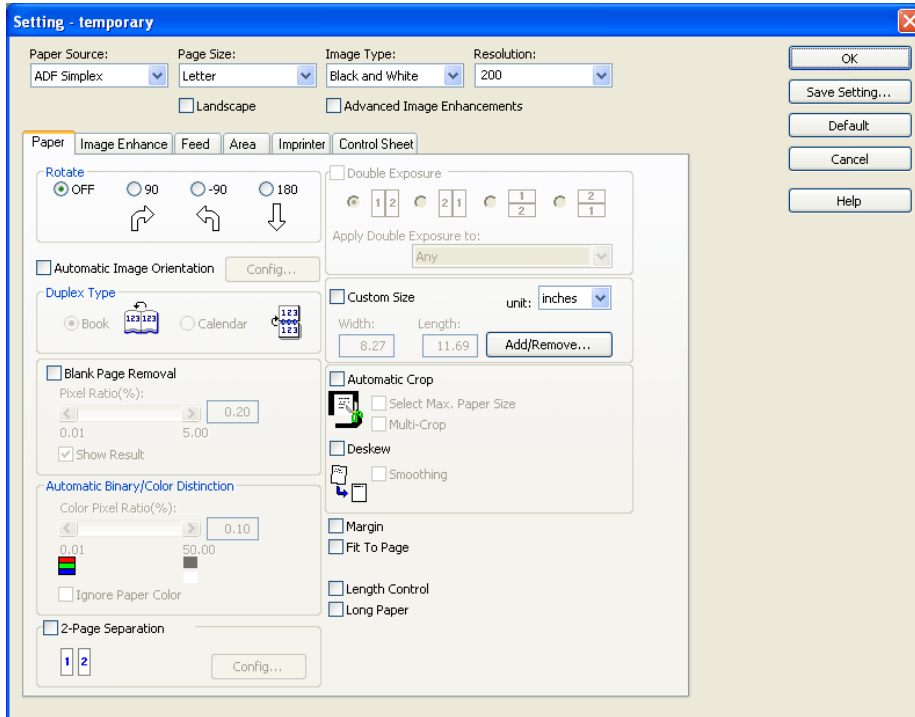 Setting - temporary
Paper Source: Page Size: Image Type: Resolution:
ADF Simplex Letter Black and White 200
Landscape Advanced Image Enhancements
OK
Save Setting...
Default
Cancel
Help
Paper Image Enhance Feed Area Imprinter Control Sheet
Rotate
OFF 90 -90 180
Automatic Image Orientation Config...
Duplex Type
Book 123 123 Calendar 123 123
Blank Page Removal
Pixel Ratio(%):
0.20
0.01 5.00
Show Result
Automatic Binary/Color Distinction
Color Pixel Ratio(%):
0.10
0.01 50.00
Ignore Paper Color
2-Page Separation
1 2 Config...
Double Exposure
1 2 2 1 1 2 2 1
Apply Double Exposure to:
Any
Custom Size unit: inches
Width: Length:
8.27 11.69 Add/Remove...
Automatic Crop
Select Max. Paper Size
Multi-Crop
Deskew
Smoothing
Margin
Fit To Page
Length Control
Long Paper